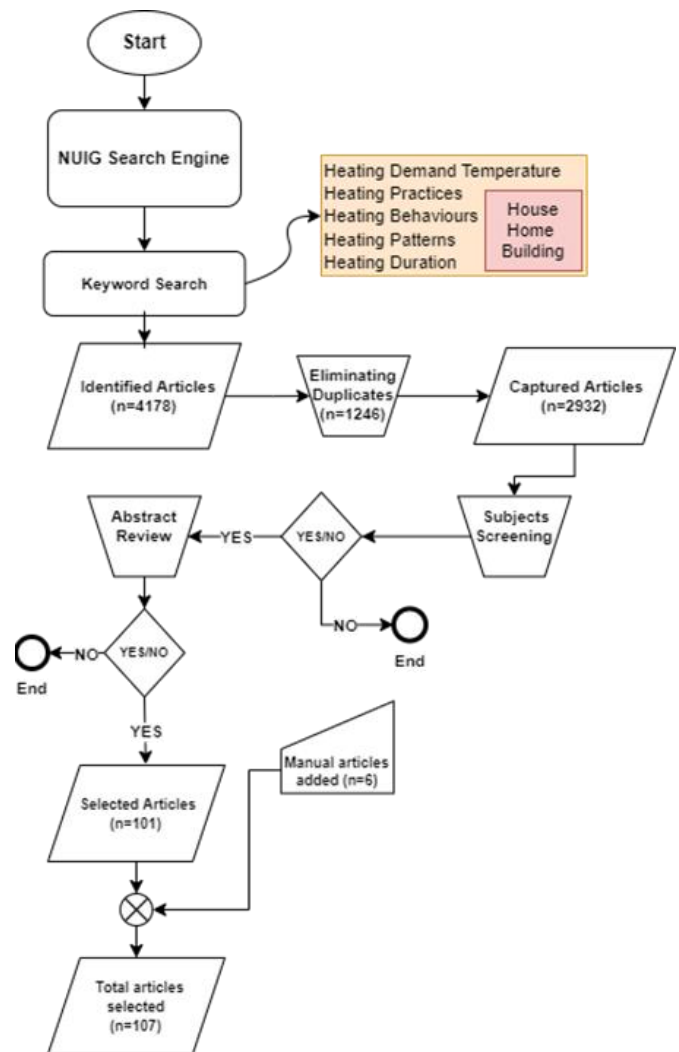 Start
NUIG Search Engine
Keyword Search
Heating Demand Temperature
Heating Practices
Heating Behaviours
Heating Patterns
Heating Duration
House
Home
Building
Identified Articles
(n=4178)
Eliminating
Duplicates
(n=1246)
Captured Articles
(n=2932)
Subjects
Screening
YES/NO
YES
NO
End
Abstract
Review
YES/NO
NO
End
YES
Selected Articles
(n=101)
Manual articles
added (n=6)
Total articles
selected
(n=107)